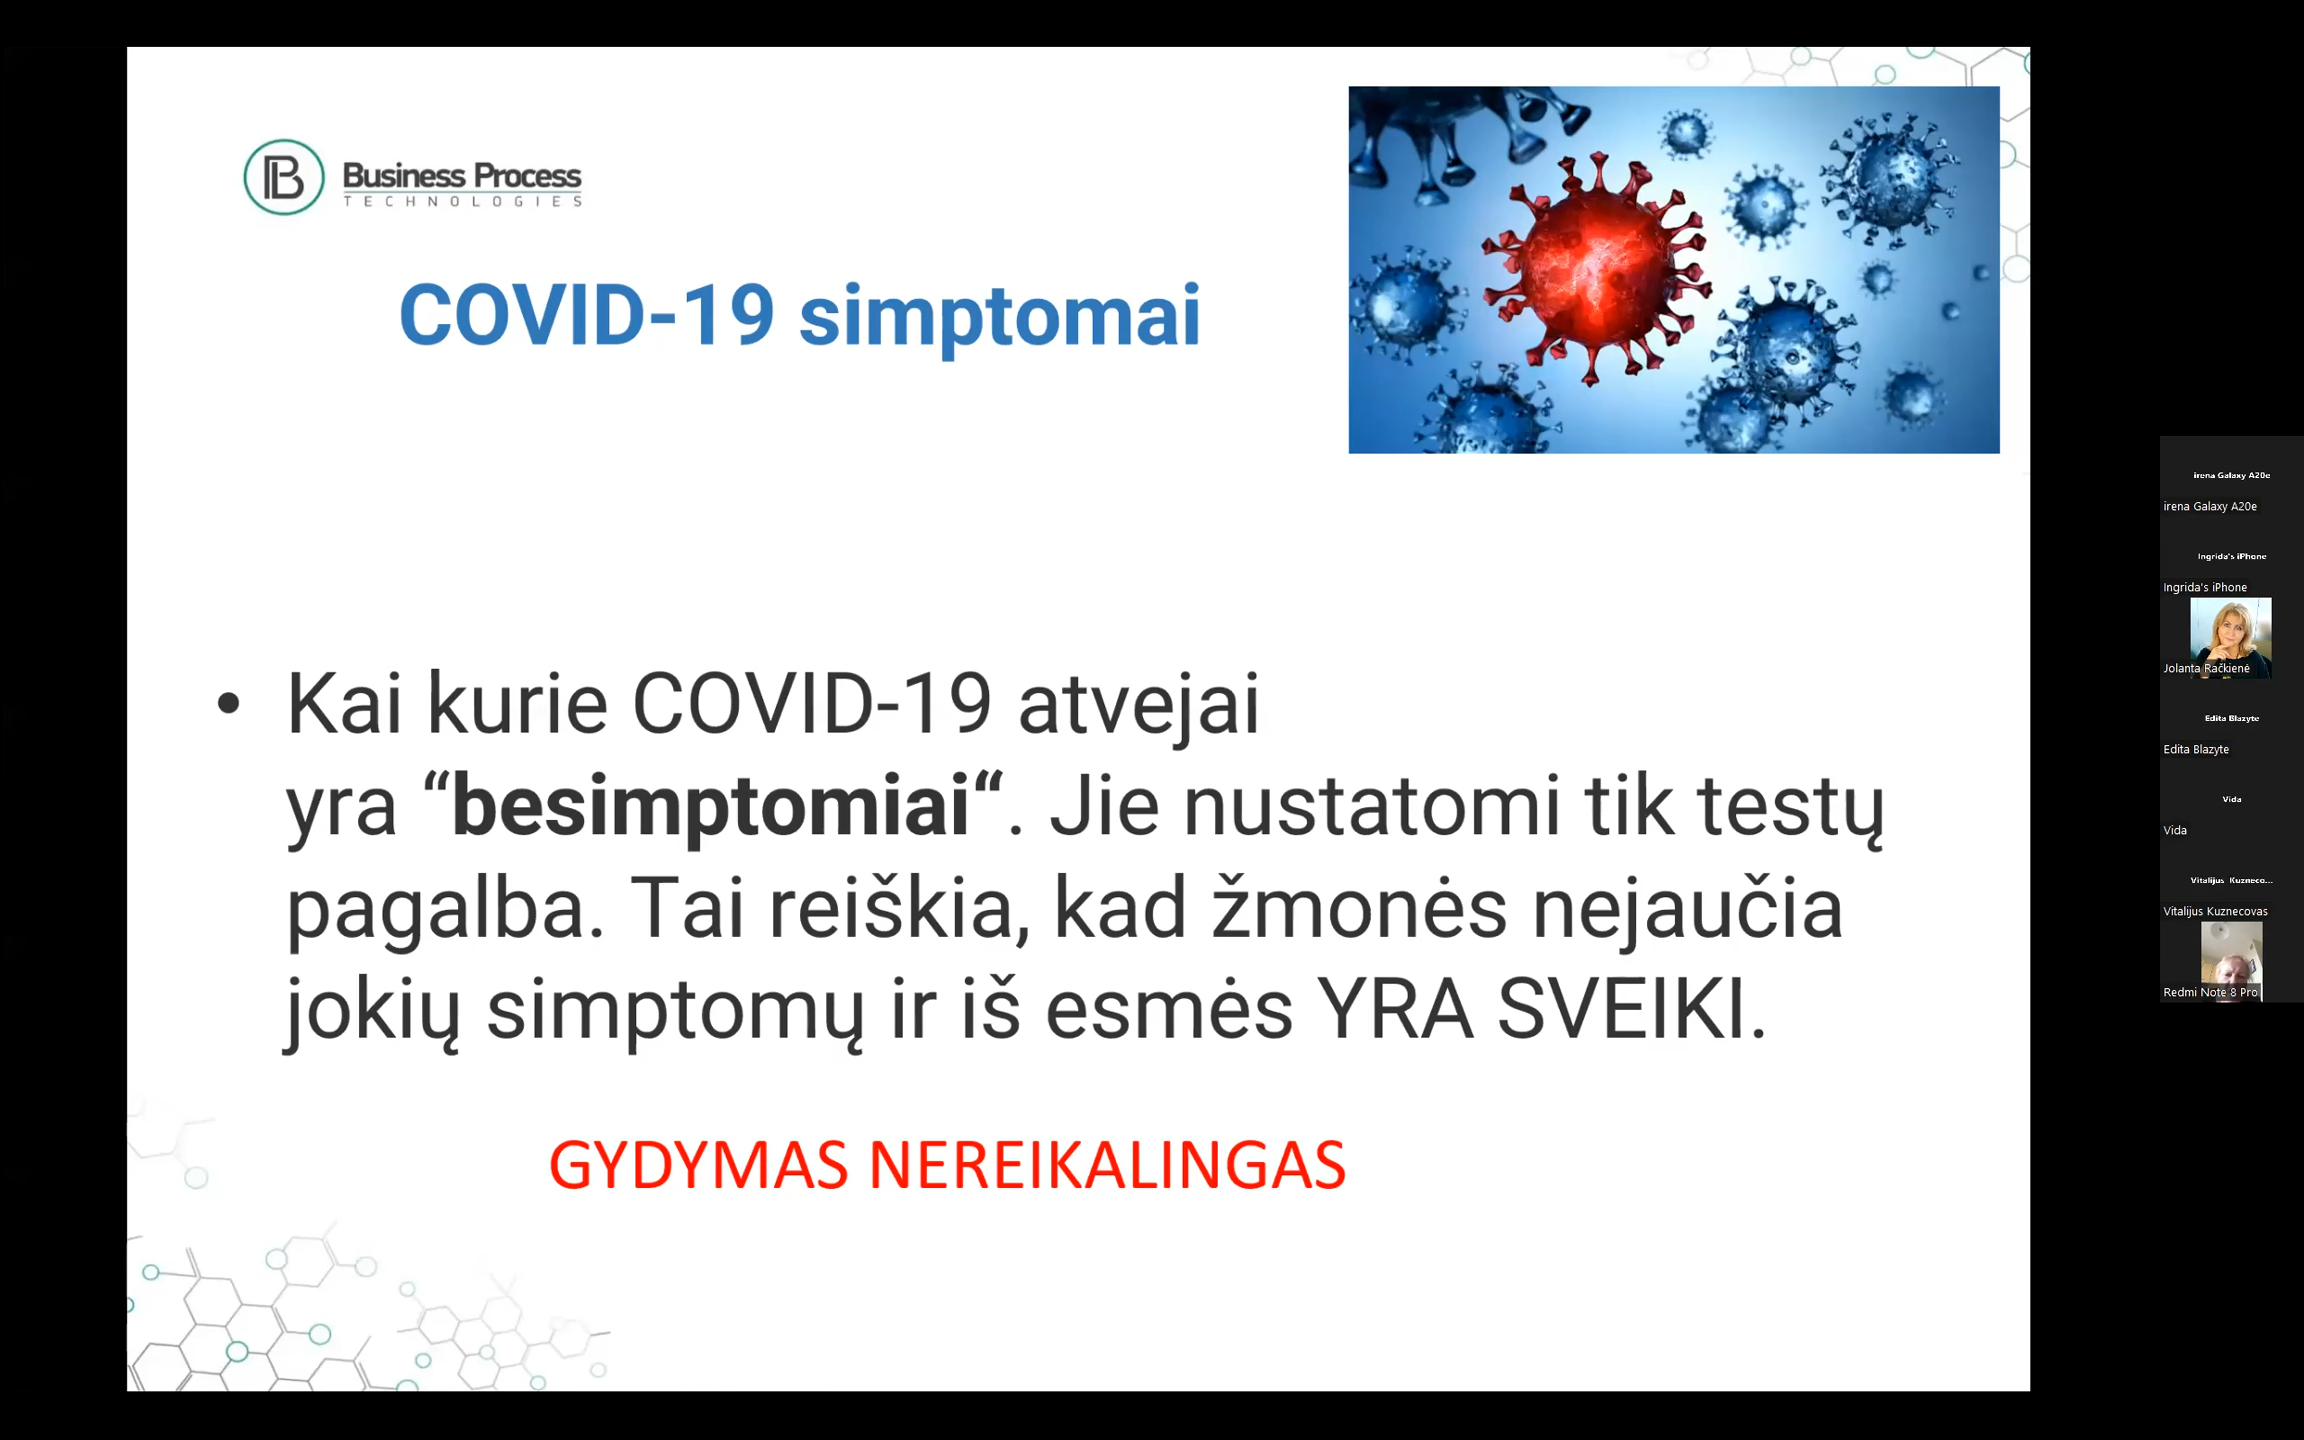 Business Process
TECHNOLOGIES
COVID-19 simptomai
• Kai kurie COVID-19 atvejai
yra “besimptomiai“. Jie nustatomi tik testų
pagalba. Tai reiškia, kad žmonės nejaučia
jokių simptomų ir iš esmės YRA SVEIKI.
GYDYMAS NEREIKALINGAS
irena Galaxy A20e
irena Galaxy A20e
Ingrida's iPhone
Ingrida's iPhone
Jolanta Račkienė
Edita Blazyte
Edita Blazyte
Vida
Vida
Vitalijus Kuzneco...
Vitalijus Kuznecovas
Redmi Note 8 Pro